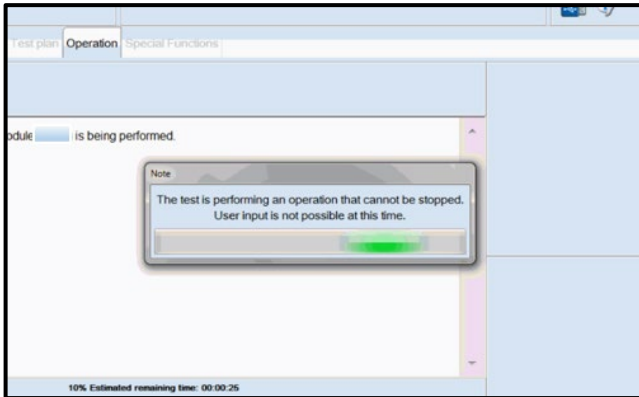 Test plan Operation Special Functions
odule is being performed.
Note
The test is performing an operation that cannot be stopped.
User input is not possible at this time.
10% Estimated remaining time: 00:00:25